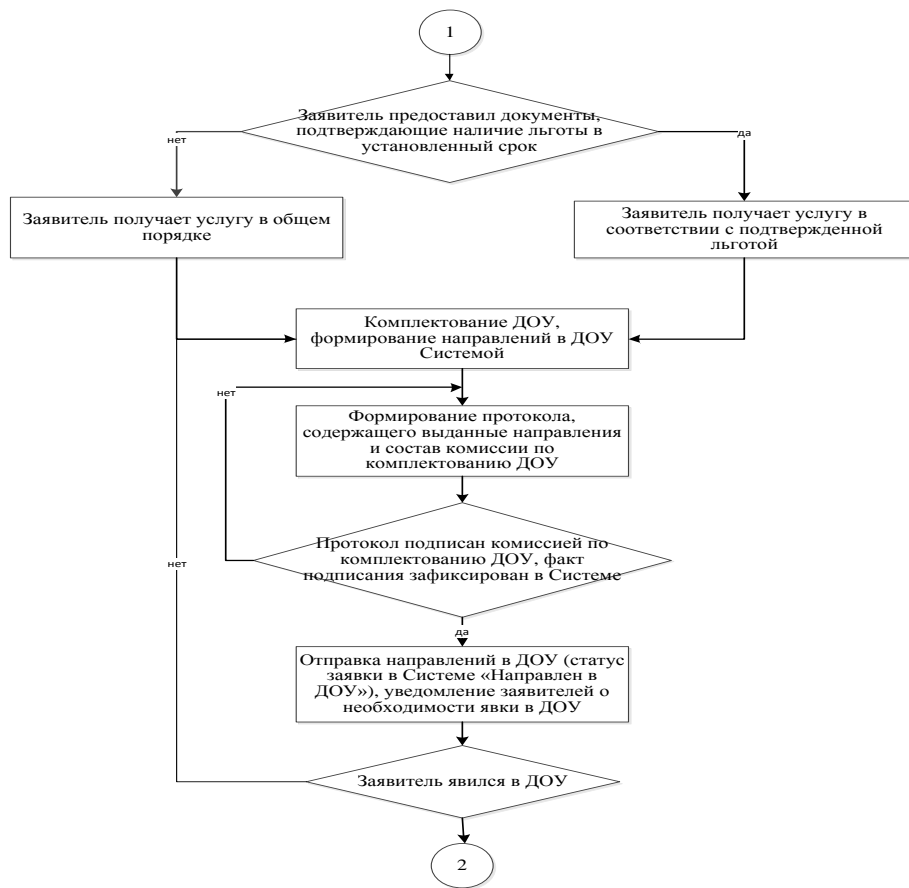 1
Заявитель предоставил документы,
подтверждающие наличие льготы в
установленный срок
нет
да
Заявитель получает услугу в общем
порядке
Заявитель получает услугу в
соответствии с подтвержденной
льготой
Комплектование ДОУ,
формирование направлений в ДОУ
Системой
нет
Формирование протокола,
содержащего выданные направления
и состав комиссии по
комплектованию ДОУ
Протокол подписан комиссией по
комплектованию ДОУ, факт
подписания зафиксирован в Системе
нет
да
Отправка направлений в ДОУ (статус
заявки в Системе «Направлен в
ДОУ»), уведомление заявителей о
необходимости явки в ДОУ
Заявитель явился в ДОУ
2